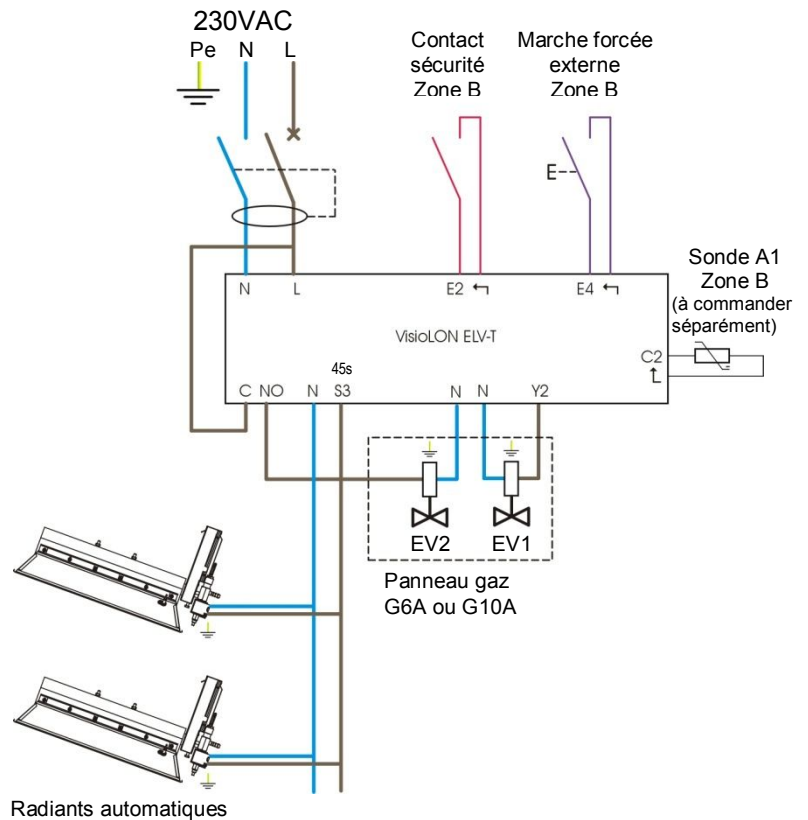 230VAC
Pe N L
Contact
sécurité
Zone B
Marche forcée
externe
Zone B
E
N L E2 E4
Sonde A1
Zone B
(à commander
séparément)
VisioLON ELV-T
C2
45s
C NO N S3 N N Y2
EV2 EV1
Panneau gaz
G6A ou G10A
Radiants automatiques